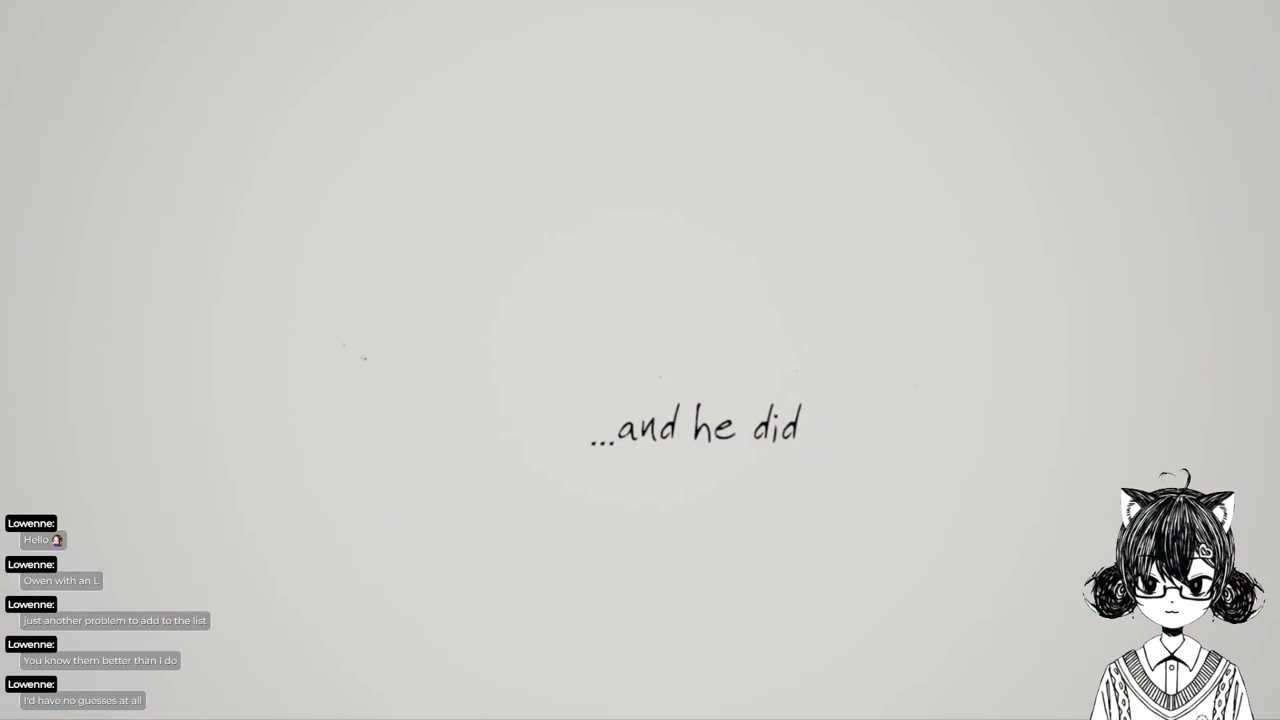 ...and he did
Lowenne:
Hello
Lowenne:
Owen with an L
Lowenne:
just another problem to add to the list
Lowenne:
You know them better than I do
Lowenne:
I'd have no guesses at all